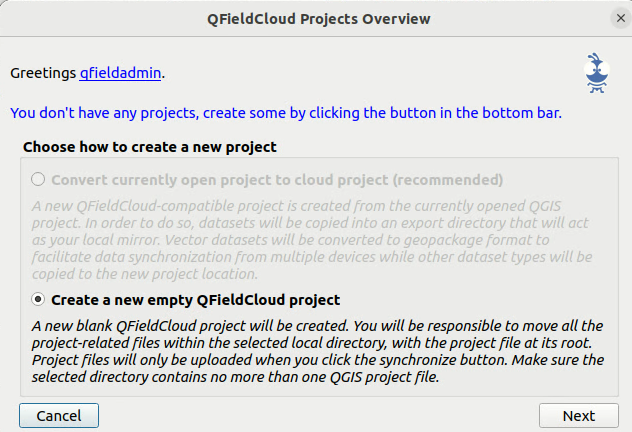 QFieldCloud Projects Overview
Greetings qfieldadmin.
You don't have any projects, create some by clicking the button in the bottom bar.
Choose how to create a new project
Convert currently open project to cloud project (recommended)
A new QFieldCloud-compatible project is created from the currently opened QGIS
project. In order to do so, datasets will be copied into an export directory that will act
as your local mirror. Vector datasets will be converted to geopackage format to
facilitate data synchronization from multiple devices while other dataset types will be
copied to the new project location.
Create a new empty QFieldCloud project
A new blank QFieldCloud project will be created. You will be responsible to move all the
project-related files within the selected local directory, with the project file at its root.
Project files will only be uploaded when you click the synchronize button. Make sure the
selected directory contains no more than one QGIS project file.
Cancel
Next